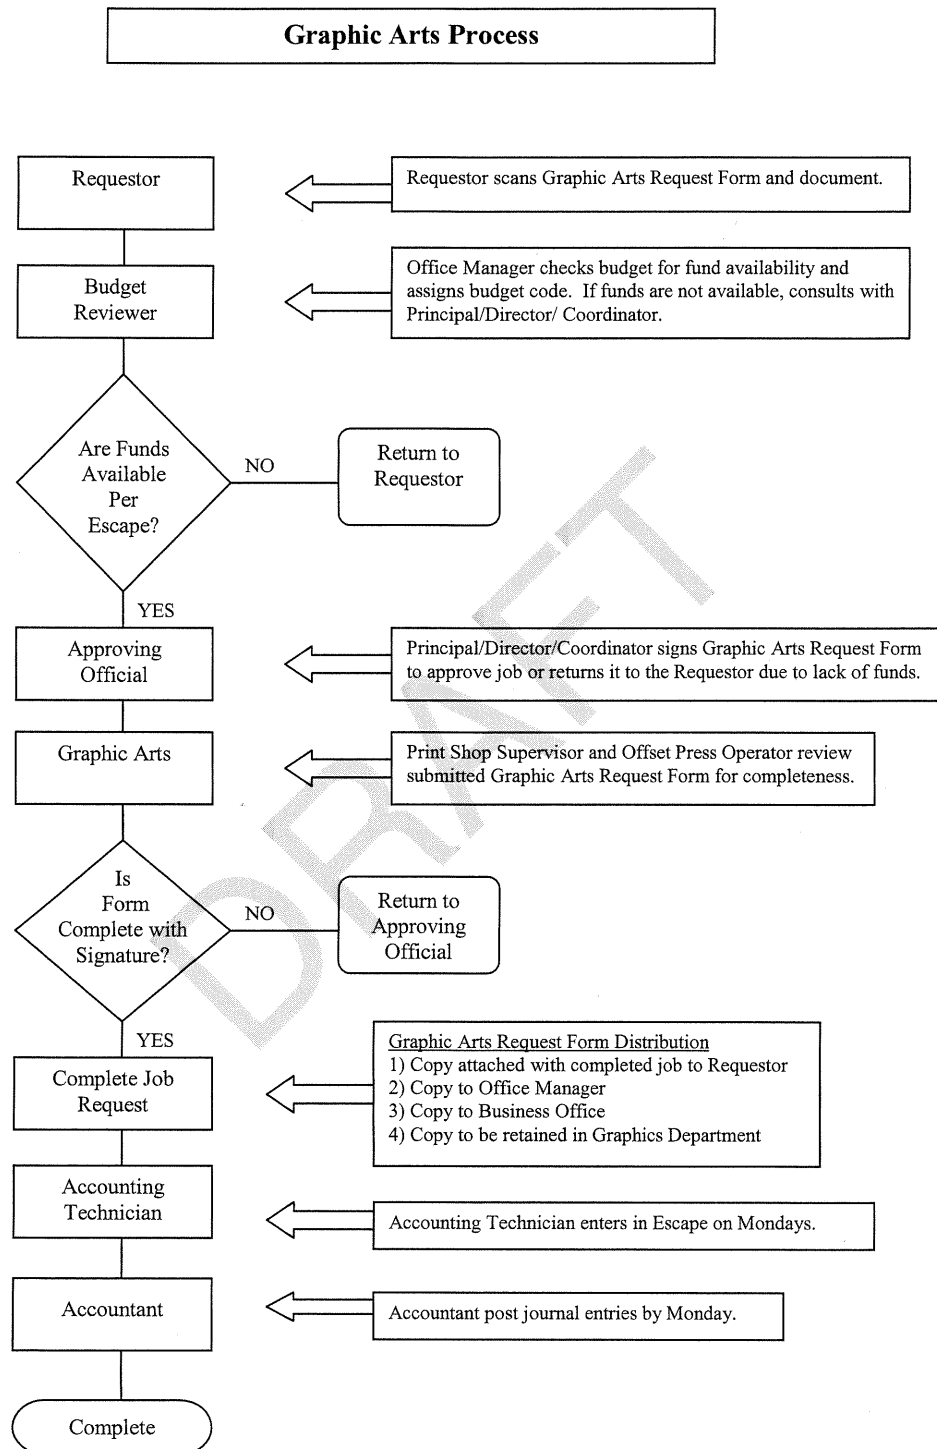 Graphic Arts Process
Requestor
Requestor scans Graphic Arts Request Form and document.
Budget
Reviewer
Office Manager checks budget for fund availability and
assigns budget code.  If funds are not available, consults with
Principal/Director/ Coordinator.
Are Funds
Available
Per
Escape?
NO
Return to
Requestor
YES
Approving
Official
Principal/Director/Coordinator signs Graphic Arts Request Form
to approve job or returns it to the Requestor due to lack of funds.
Graphic Arts
Print Shop Supervisor and Offset Press Operator review
submitted Graphic Arts Request Form for completeness.
Is
Form
Complete with
Signature?
NO
Return to
Approving
Official
YES
Complete Job
Request
Graphic Arts Request Form Distribution
1) Copy attached with completed job to Requestor
2) Copy to Office Manager
3) Copy to Business Office
4) Copy to be retained in Graphics Department
Accounting
Technician
Accounting Technician enters in Escape on Mondays.
Accountant
Accountant post journal entries by Monday.
Complete
DRAFT